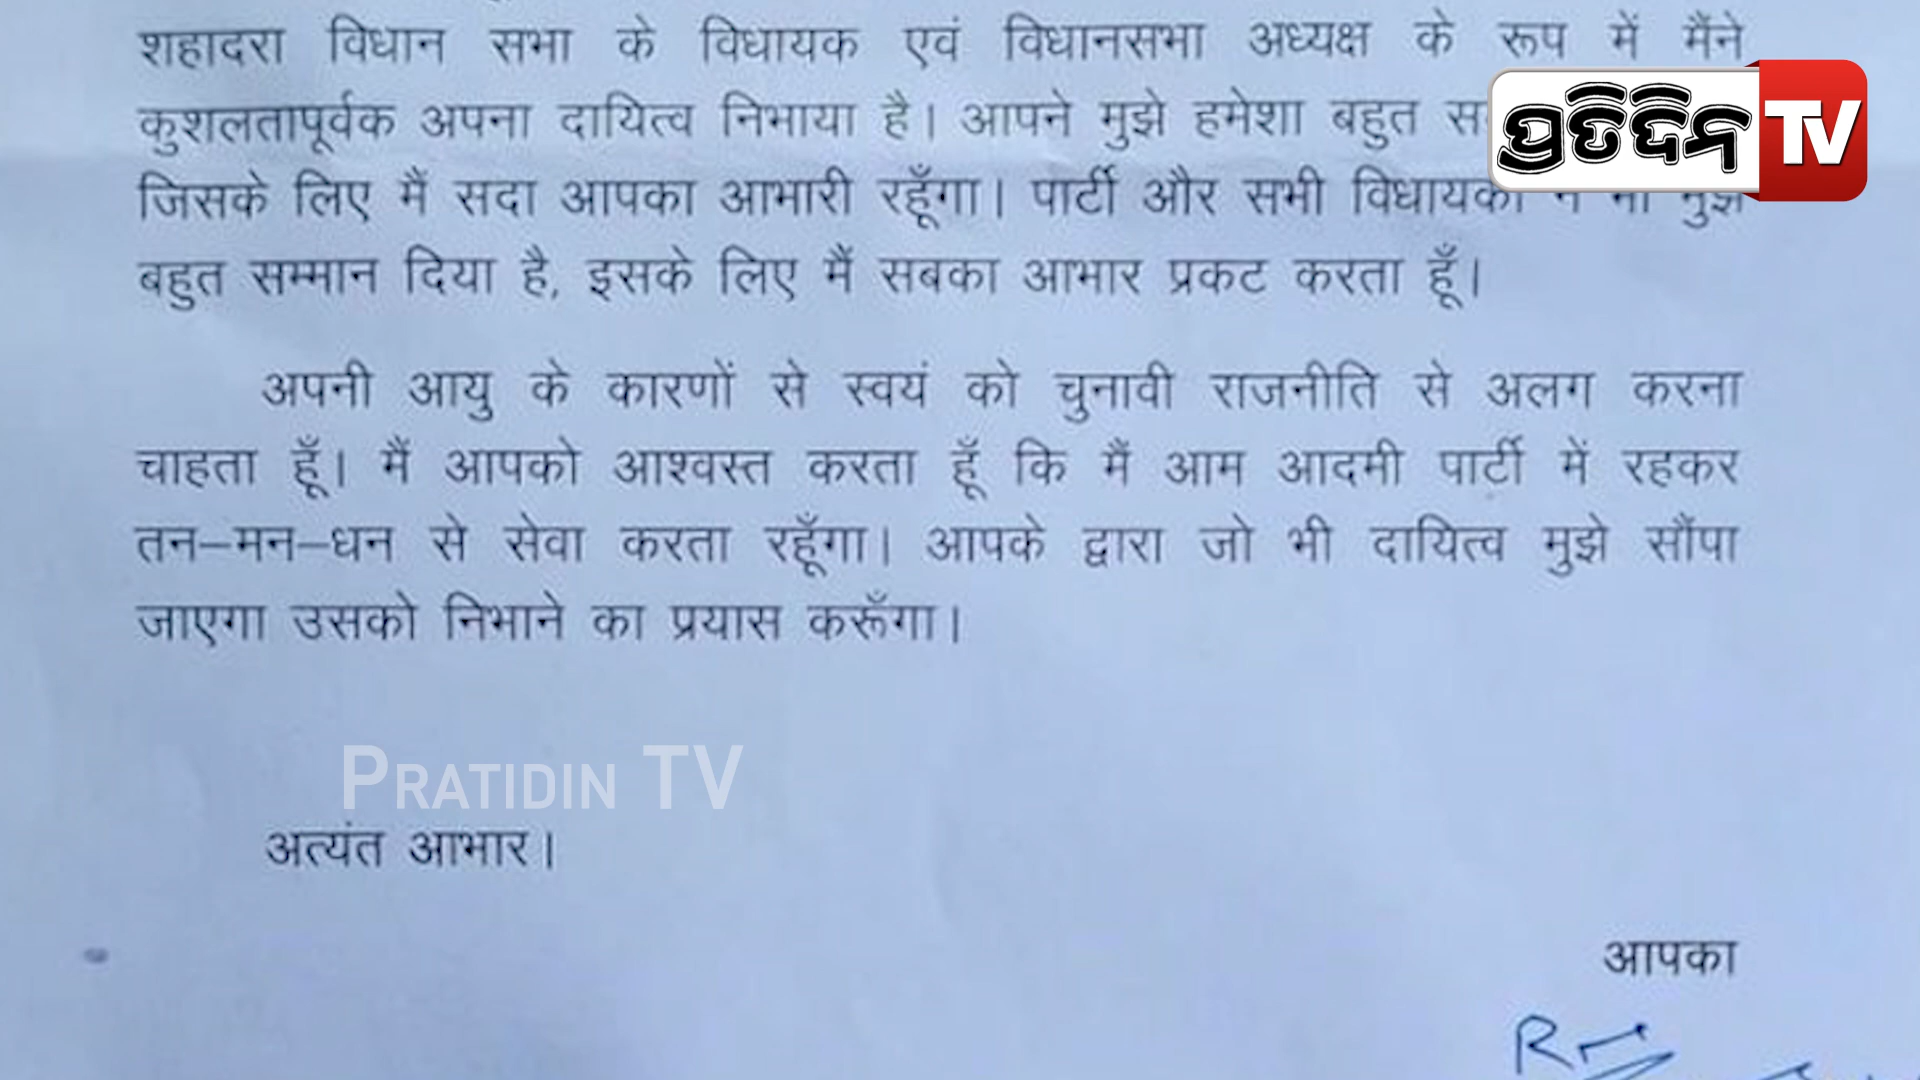 शहादरा विधान सभा के विधायक एवं विधानसभा अध्यक्ष के रूप में मैंने
कुशलतापूर्वक अपना दायित्व निभाया है। आपने मुझे हमेशा बहुत
जिसके लिए मैं सदा आपका आभारी रहूँगा। पार्टी और सभी विधायकों ने भी मुझे
बहुत सम्मान दिया है, इसके लिए मैं सबका आभार प्रकट करता हूँ।
ପ୍ରତିଦିନ TV
अपनी आयु के कारणों से स्वयं को चुनावी राजनीति से अलग करना
चाहता हूँ। मैं आपको आश्वस्त करता हूँ कि मैं आम आदमी पार्टी में रहकर
तन–मन–धन से सेवा करता रहूँगा। आपके द्वारा जो भी दायित्व मुझे सौंपा
जाएगा उसको निभाने का प्रयास करूँगा।
PRATIDIN TV
अत्यंत आभार।
आपका